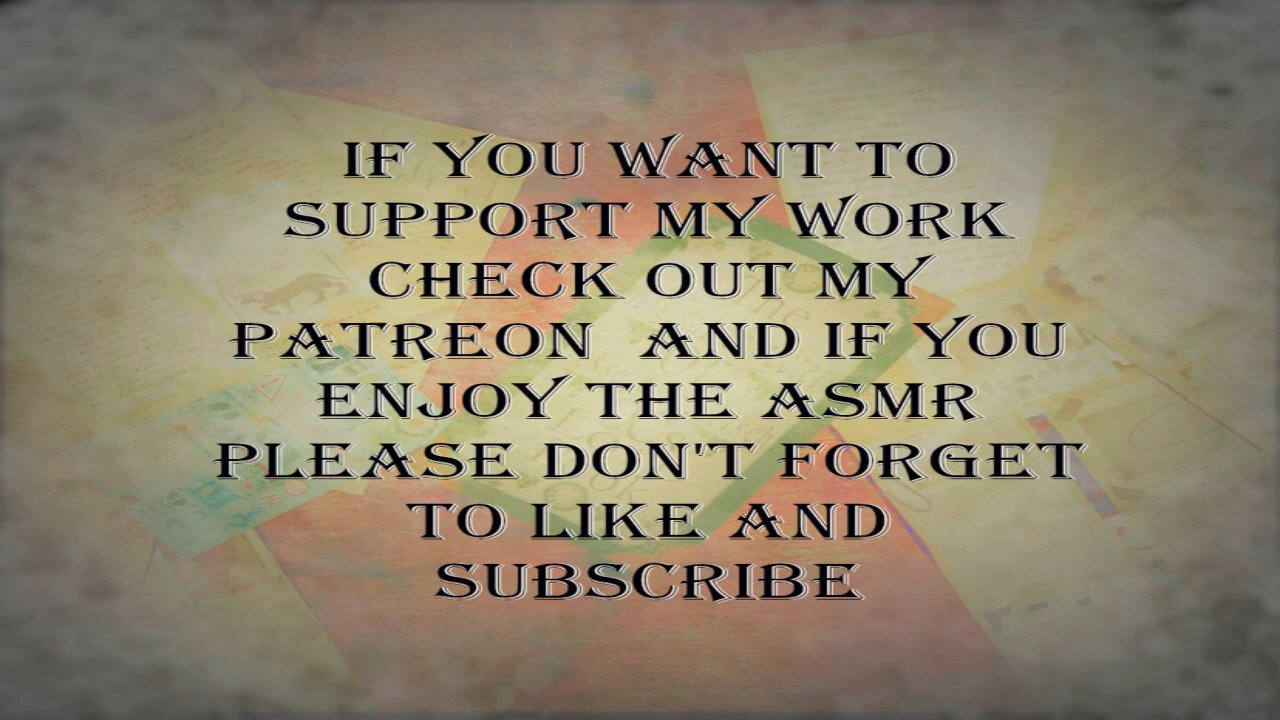 IF YOU WANT TO
SUPPORT MY WORK
CHECK OUT MY
PATREON AND IF YOU
ENJOY THE ASMR
PLEASE DON'T FORGET
TO LIKE AND
SUBSCRIBE